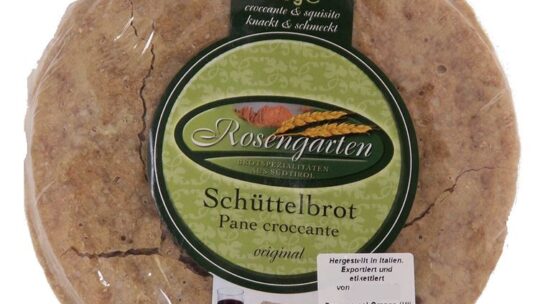 croccante & squisito
knackt & schmeckt
Rosengarten
BROTSPEZIALITÄTEN
AUS SÜDTIROL
Schüttelbrot
Pane croccante
original
Hergestellt in Italien.
Exportiert und
etikettiert
von